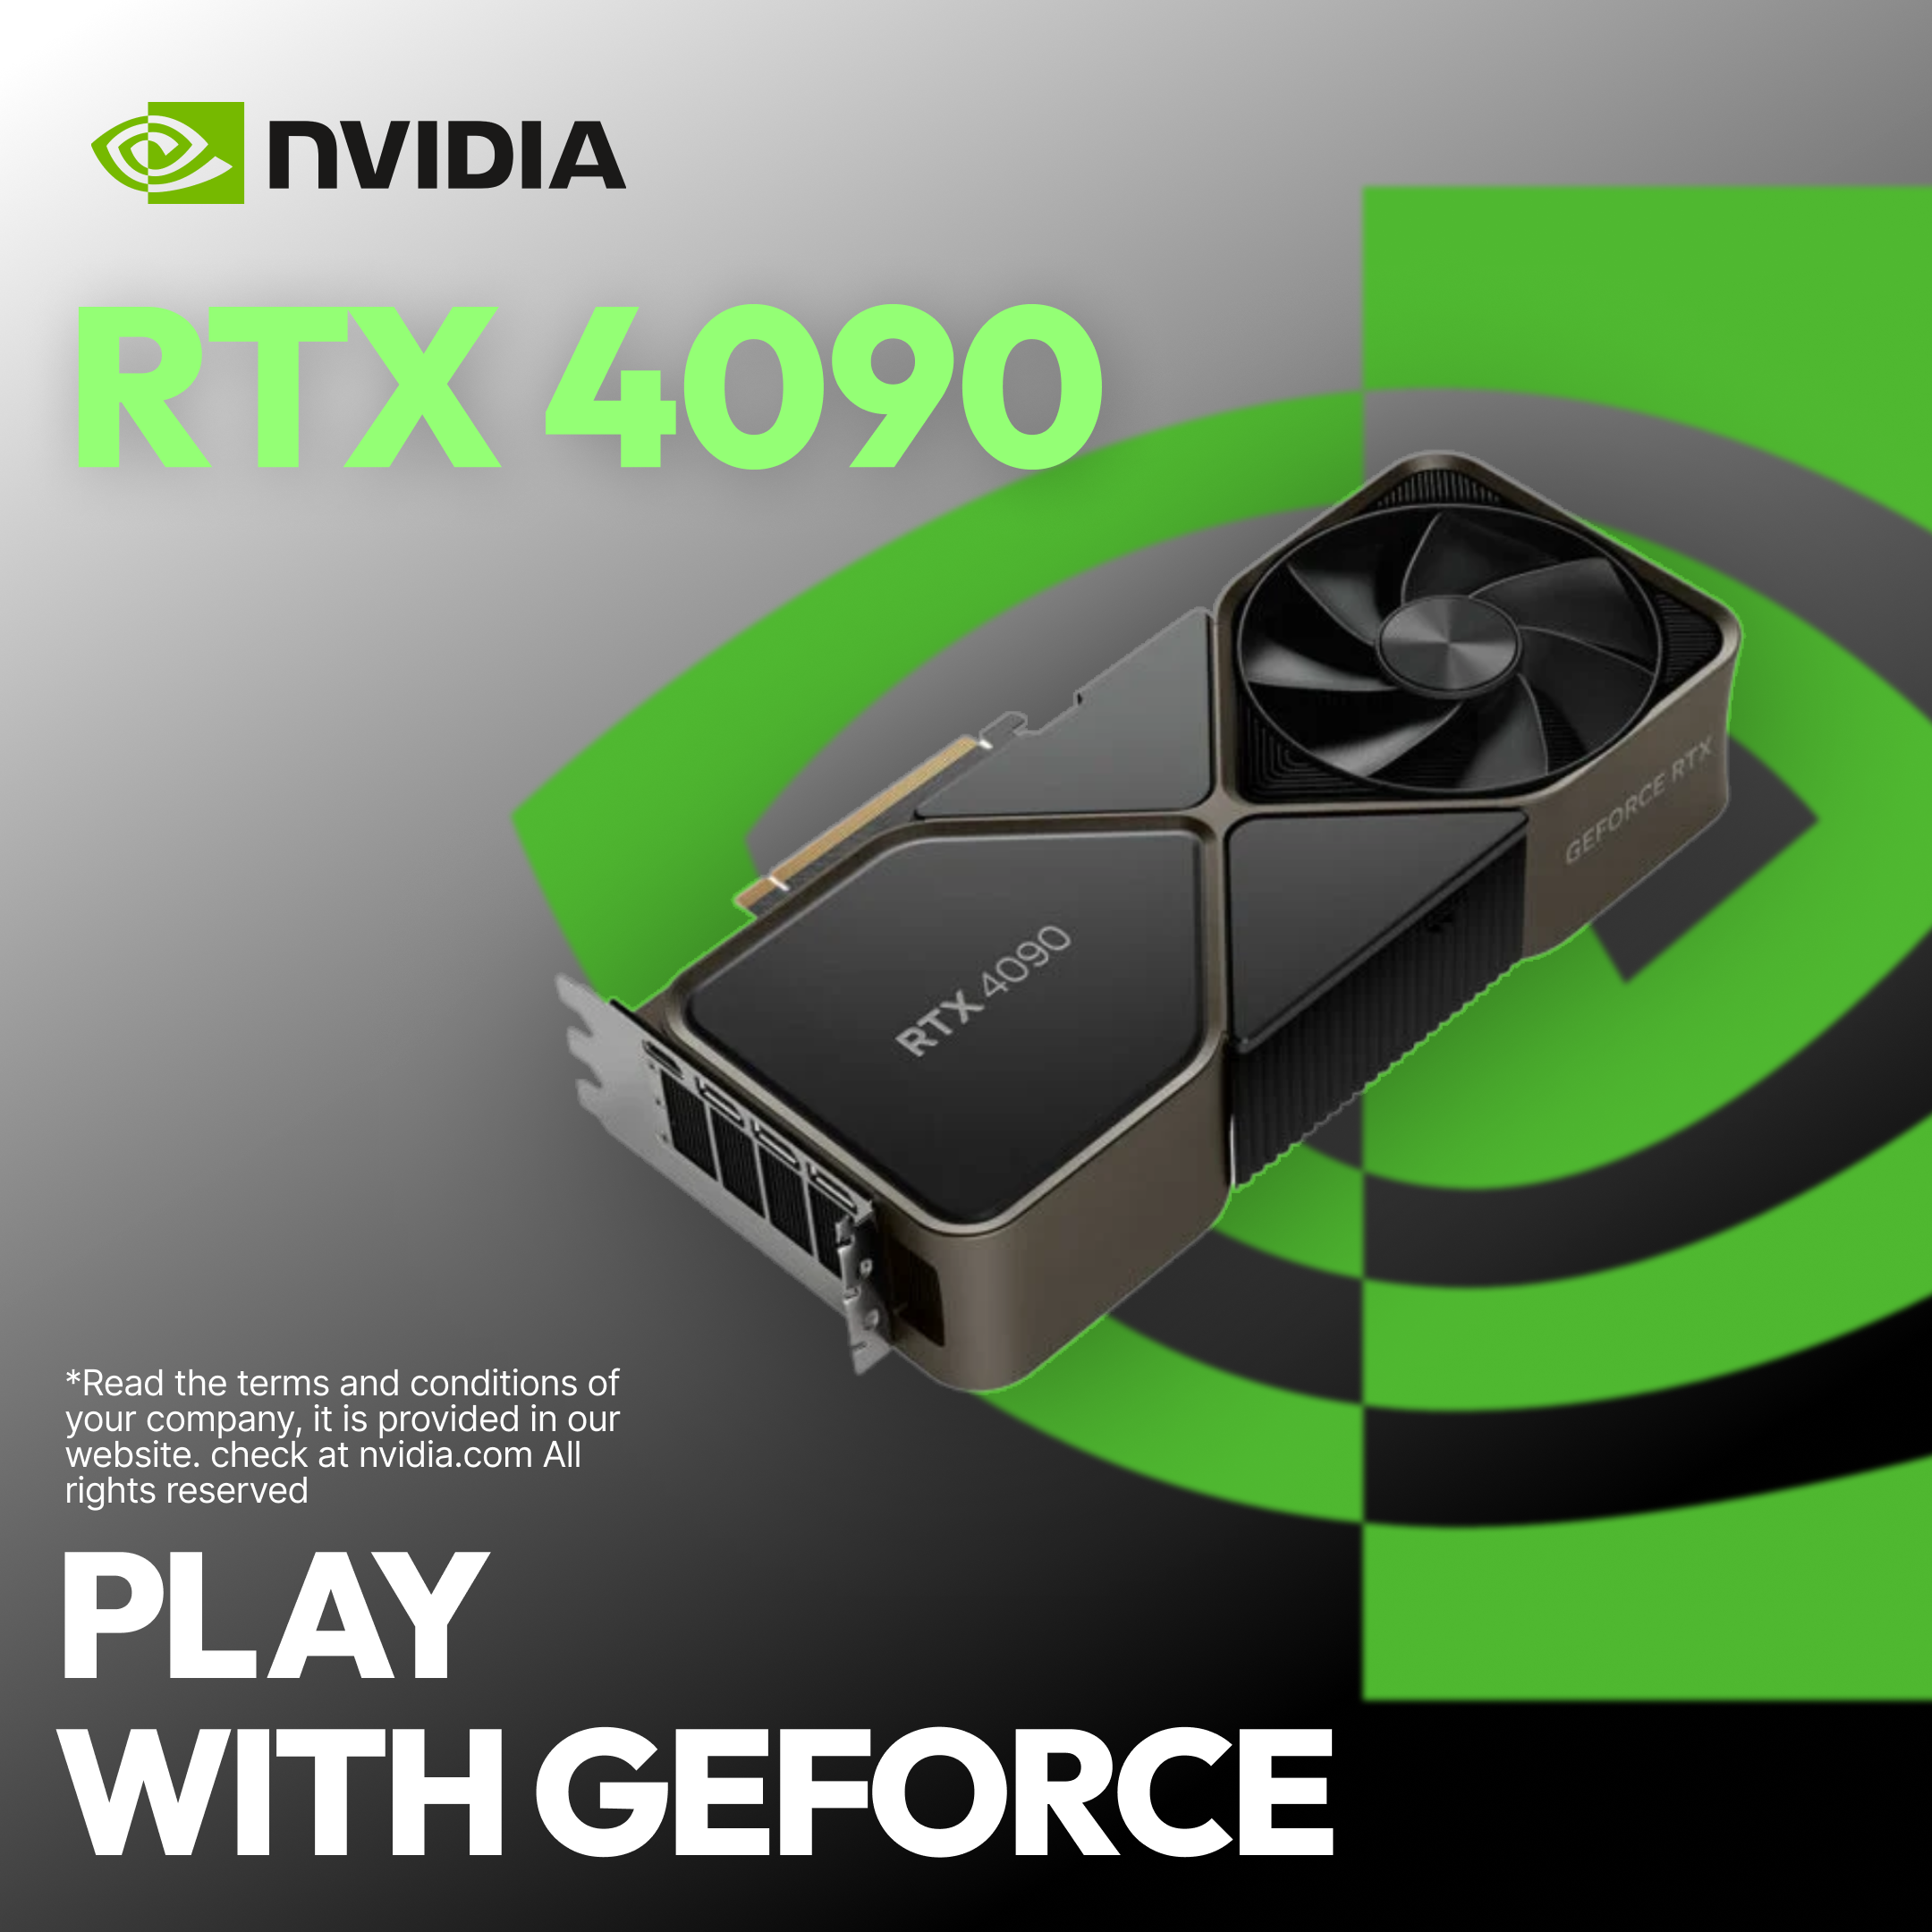 NVIDIA
RTX 4090
GEFORCE RTX
RTX 4090
*Read the terms and conditions of
your company, it is provided in our
website. check at nvidia.com All
rights reserved
PLAY
WITH GEFORCE